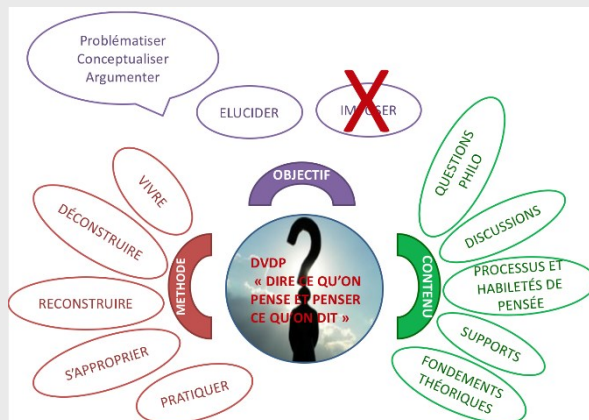 Problématiser
Conceptualiser
Argumenter
ELUCIDER
IMPOSER
OBJECTIF
VIVRE
DÉCONSTRUIRE
RECONSTRUIRE
S'APPROPRIER
PRATIQUER
METHODE
DVDP
« DIRE CE QU'ON
PENSE ET PENSER
CE QU'ON DIT »
CONTENU
QUESTIONS
PHILO
DISCUSSIONS
PROCESSUS ET
HABILETÉS DE
PENSÉE
SUPPORTS
FONDEMENTS
THÉORIQUES